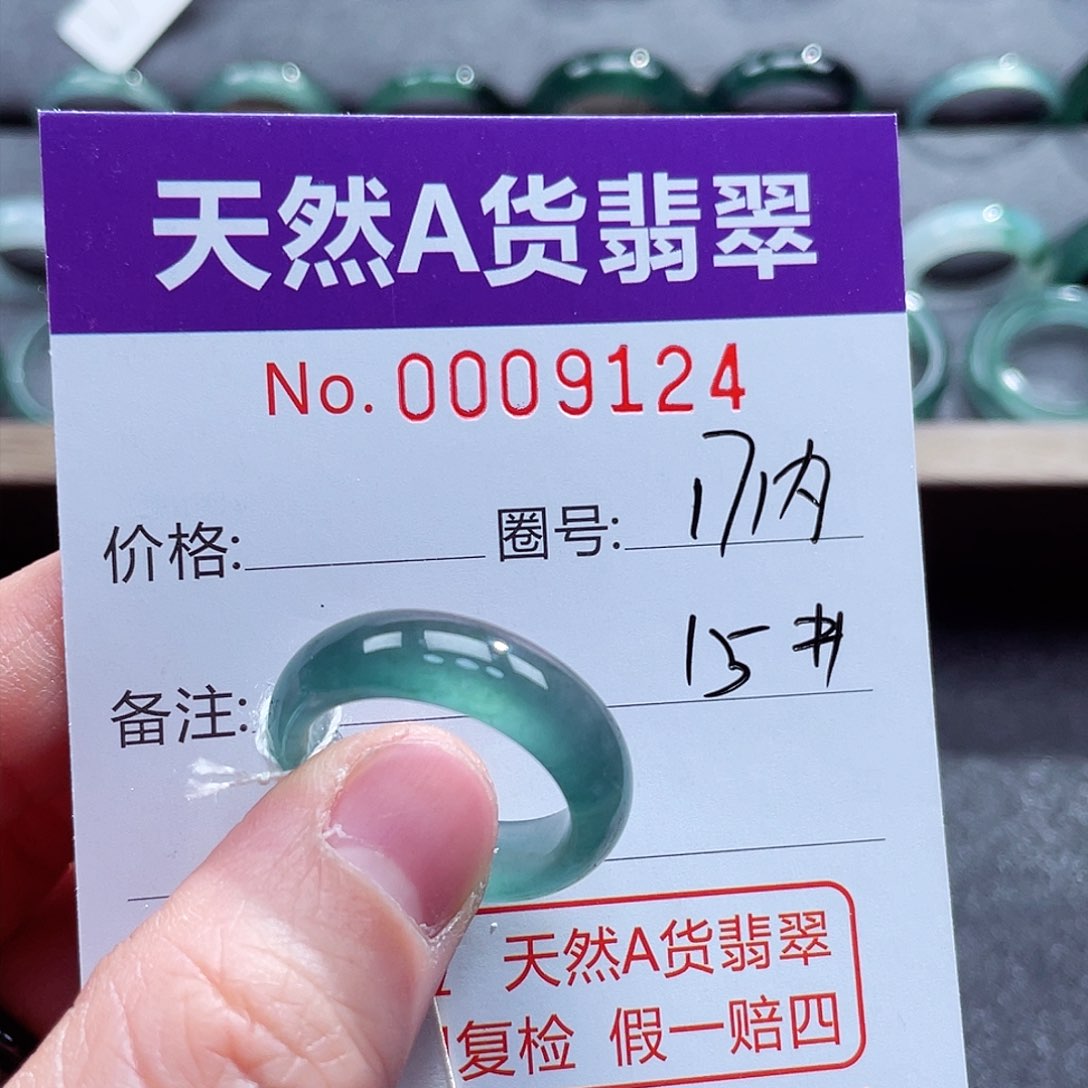 天然A货翡翠
No. 0009124
价格: 圈号: 17内
15#
备注:
天然A货翡翠
复检 假一赔四